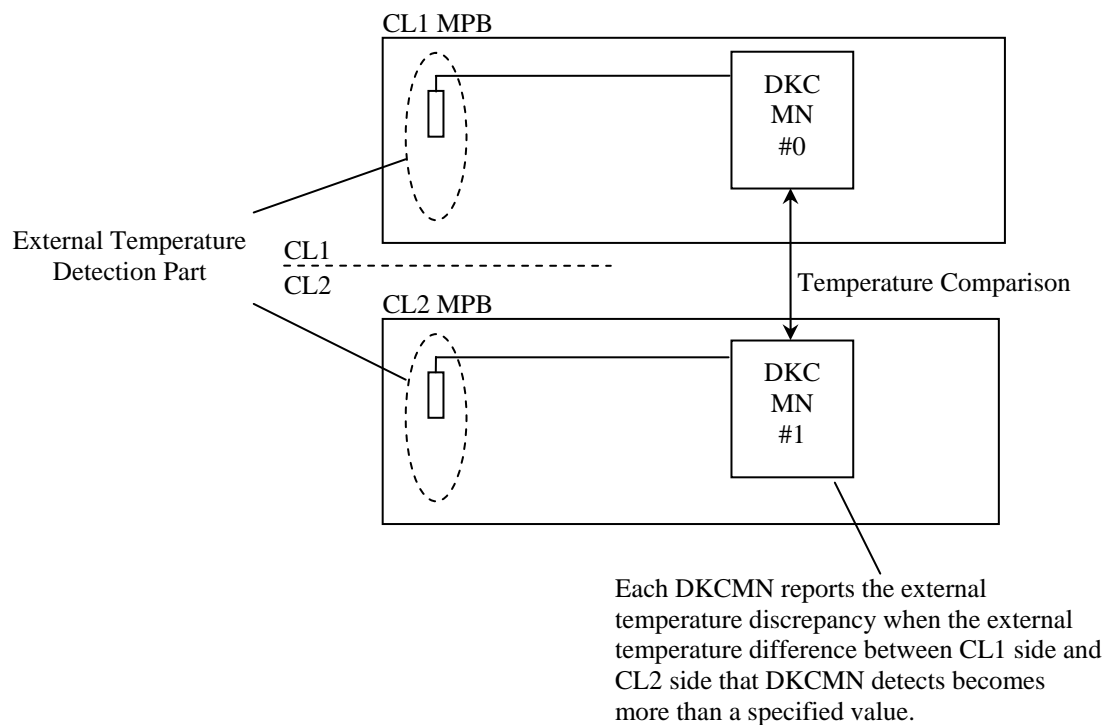 CL1 MPB
DKC
MN
#0
External Temperature
Detection Part
CL1
CL2
Temperature Comparison
CL2 MPB
DKC
MN
#1
Each DKCMN reports the external
temperature discrepancy when the external
temperature difference between CL1 side and
CL2 side that DKCMN detects becomes
more than a specified value.